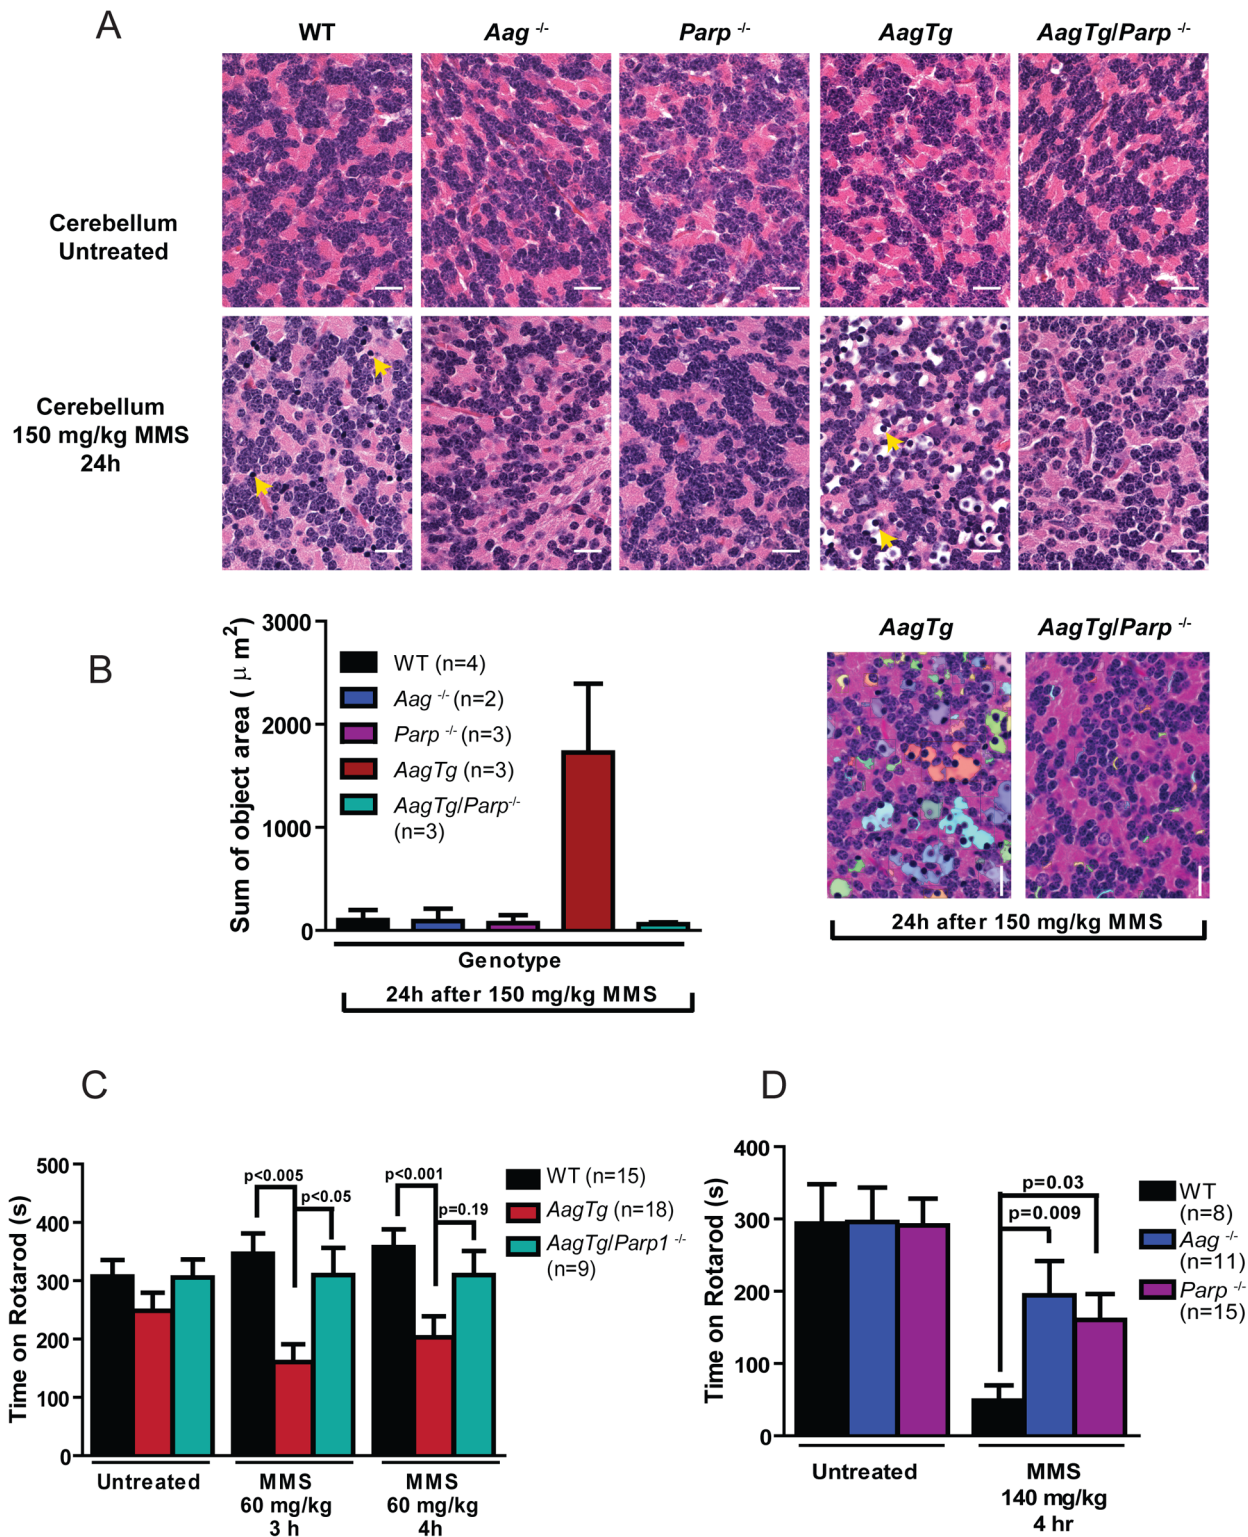 A
WT
Aag -/-
Parp -/-
AagTg
AagTg/Parp -/-
Cerebellum
Untreated
Cerebellum
150 mg/kg MMS
24h
B
Sum of object area ( μ m2)
3000
2000
1000
0
WT (n=4)
Aag -/- (n=2)
Parp -/- (n=3)
AagTg (n=3)
AagTg/Parp-/-
(n=3)
Genotype
24h after 150 mg/kg MMS
AagTg
AagTg/Parp -/-
24h after 150 mg/kg MMS
C
Time on Rotarod (s)
500
400
300
200
100
0
p<0.005
p<0.05
p<0.001
p=0.19
WT (n=15)
AagTg (n=18)
AagTg/Parp1 -/-
(n=9)
Untreated
MMS
60 mg/kg
3 h
MMS
60 mg/kg
4h
D
Time on Rotarod (s)
400
300
200
100
0
p=0.03
p=0.009
WT
(n=8)
Aag -/-
(n=11)
Parp -/-
(n=15)
Untreated
MMS
140 mg/kg
4 hr